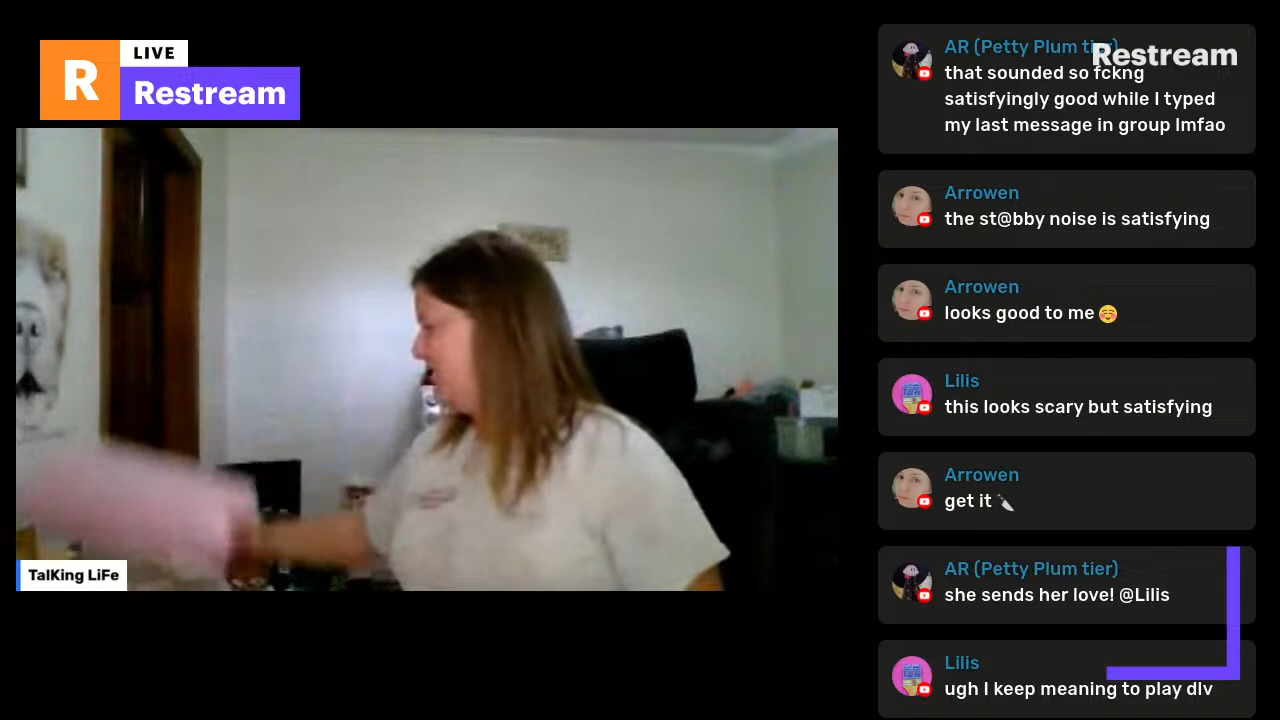 R
LIVE
Restream
TalKing LiFe
Restream
AR (Petty Plum tier)
that sounded so fckng
satisfyingly good while I typed
my last message in group lmfao
Arrowen
the st@bby noise is satisfying
Arrowen
looks good to me ☺️
Lilis
this looks scary but satisfying
Arrowen
get it 🔪
AR (Petty Plum tier)
she sends her love! @Lilis
Lilis
ugh I keep meaning to play dlv